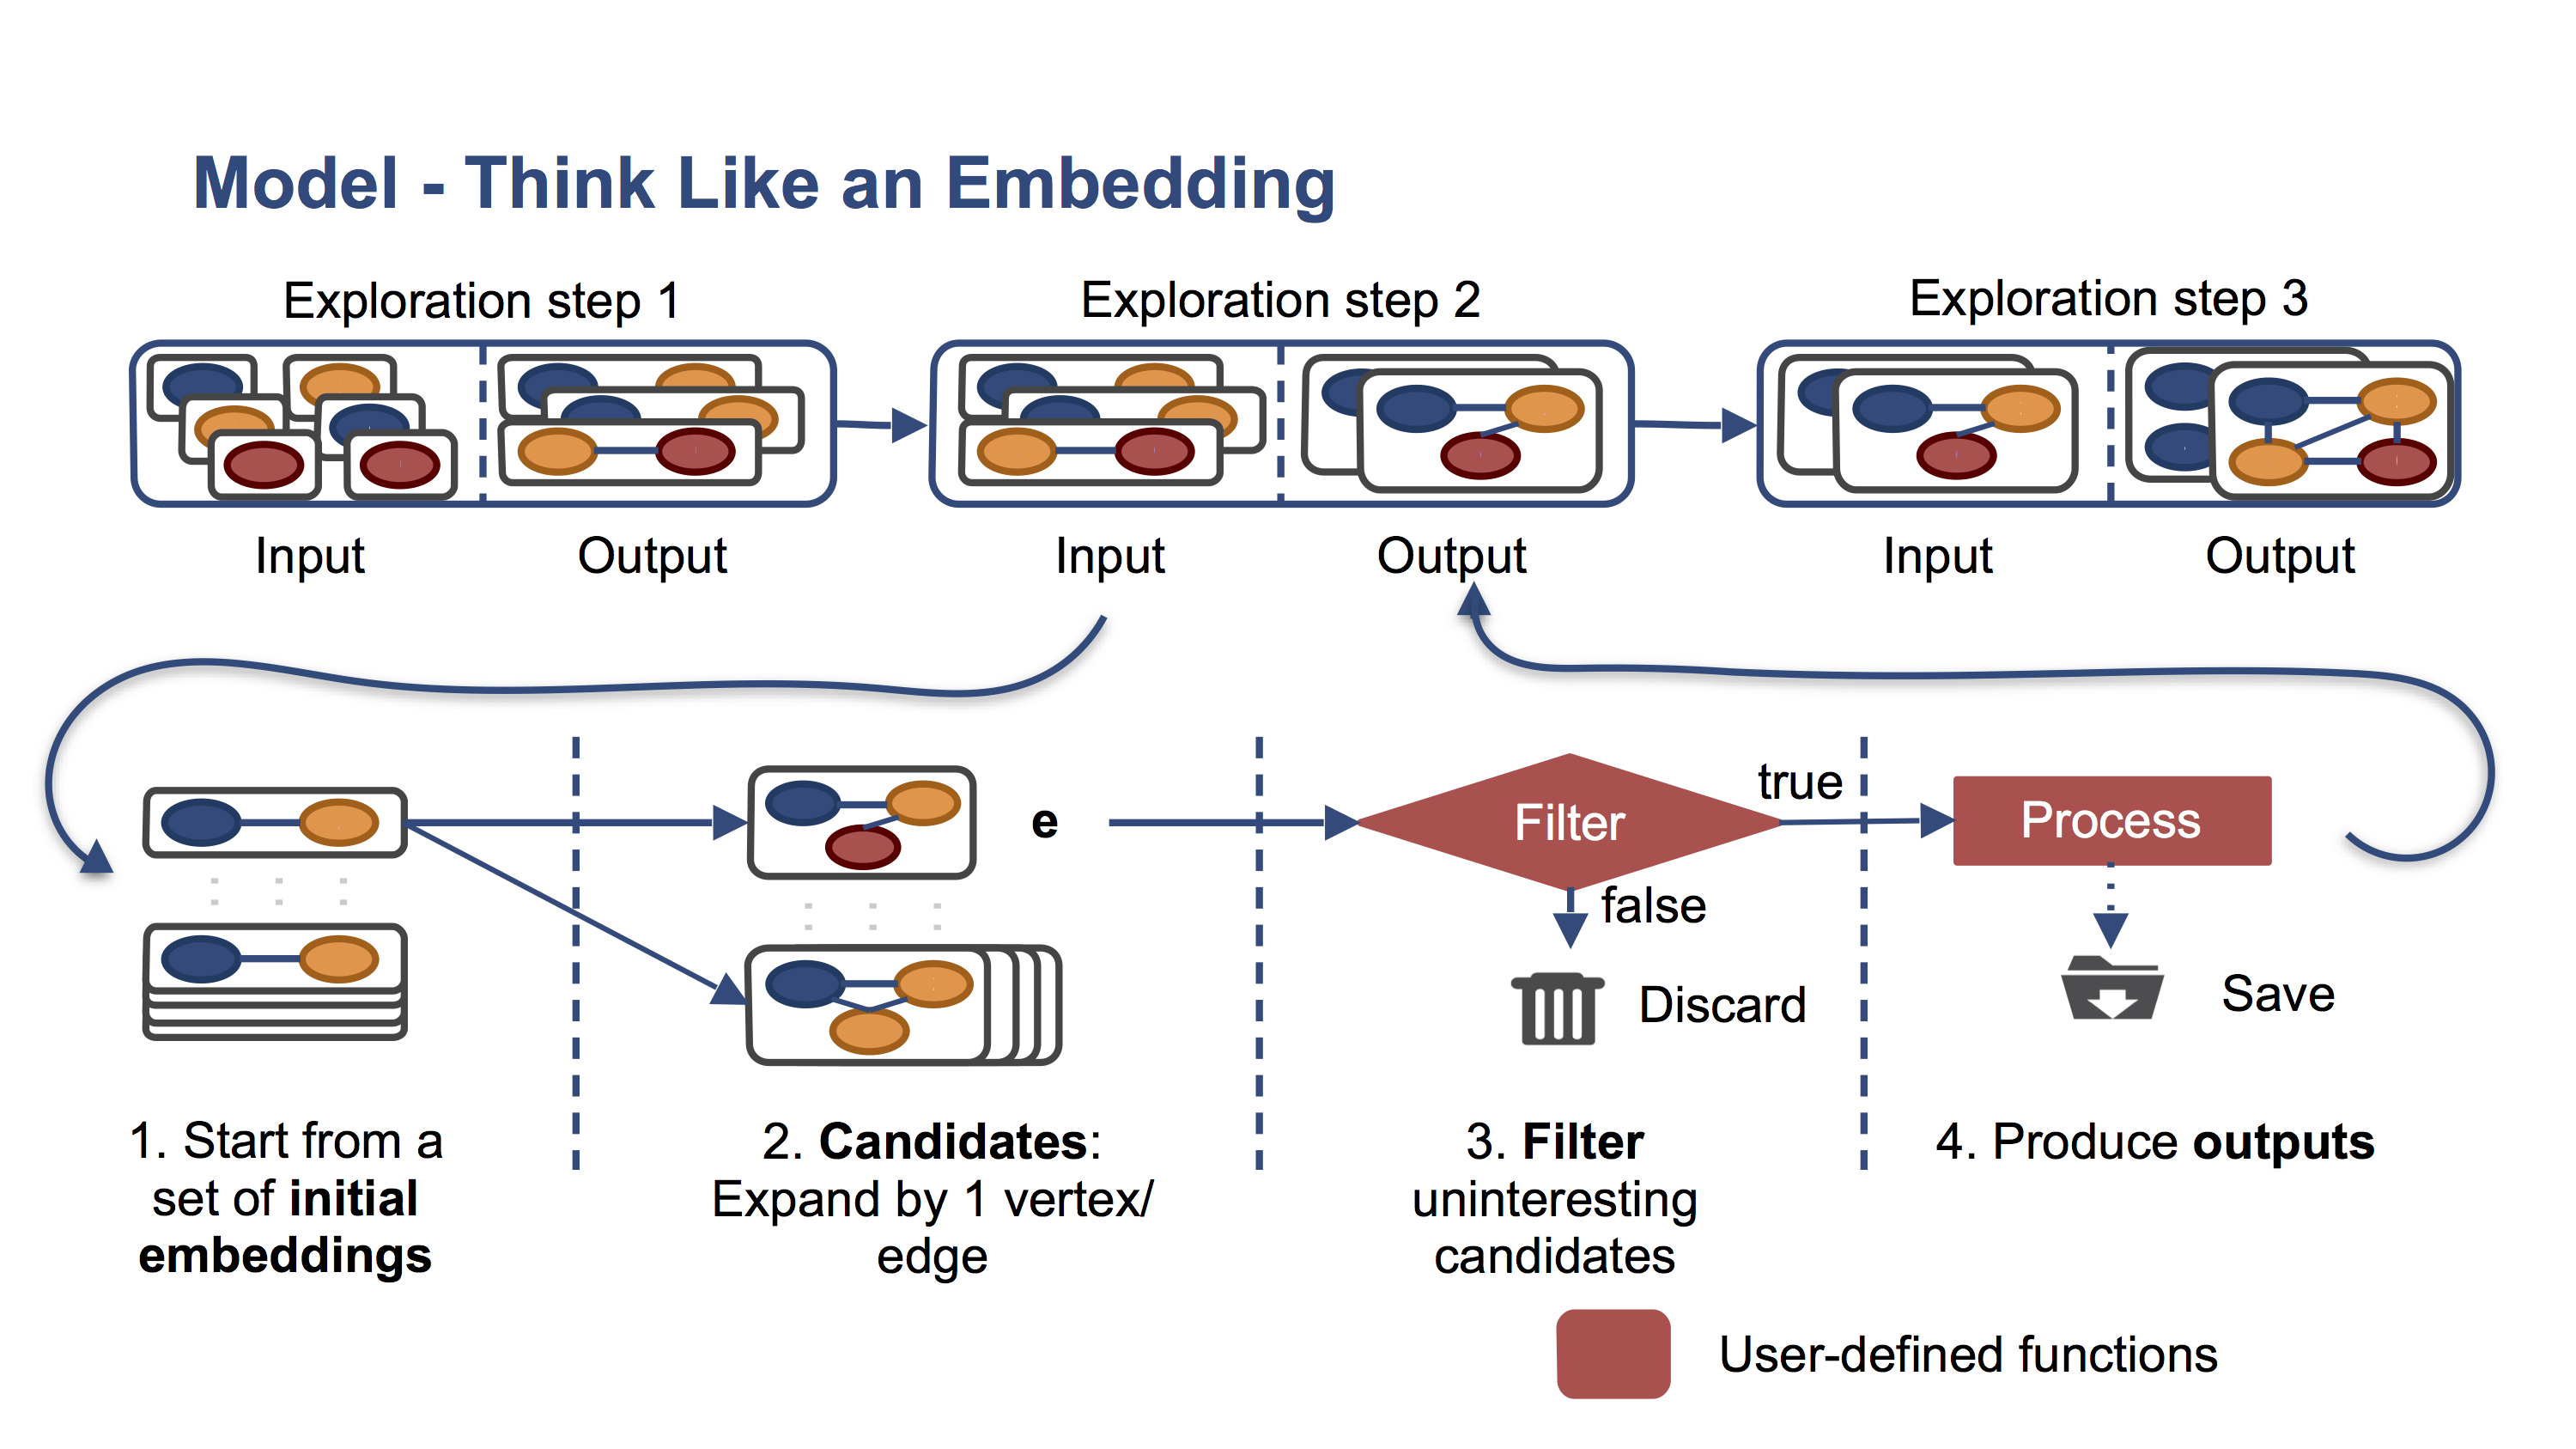 Model - Think Like an Embedding
Exploration step 1
Exploration step 2
Exploration step 3
Input
Output
Input
Output
Input
Output
e
Filter
true
false
Discard
Process
Save
1. Start from a
set of initial
embeddings
2. Candidates:
Expand by 1 vertex/
edge
3. Filter
uninteresting
candidates
4. Produce outputs
User-defined functions